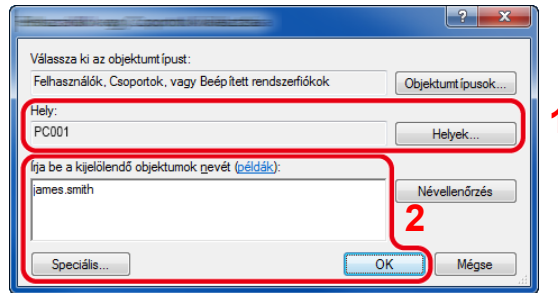 Válassza ki az objektumtípust:
Felhasználók, Csoportok, vagy Beépített rendszerfiókok
Objektumtípusok...
Hely:
PC001
Helyek...
1
Írja be a kijelölendő objektumok nevét (példák):
james.smith
Névellenőrzés
2
Speciális...
OK
Mégse